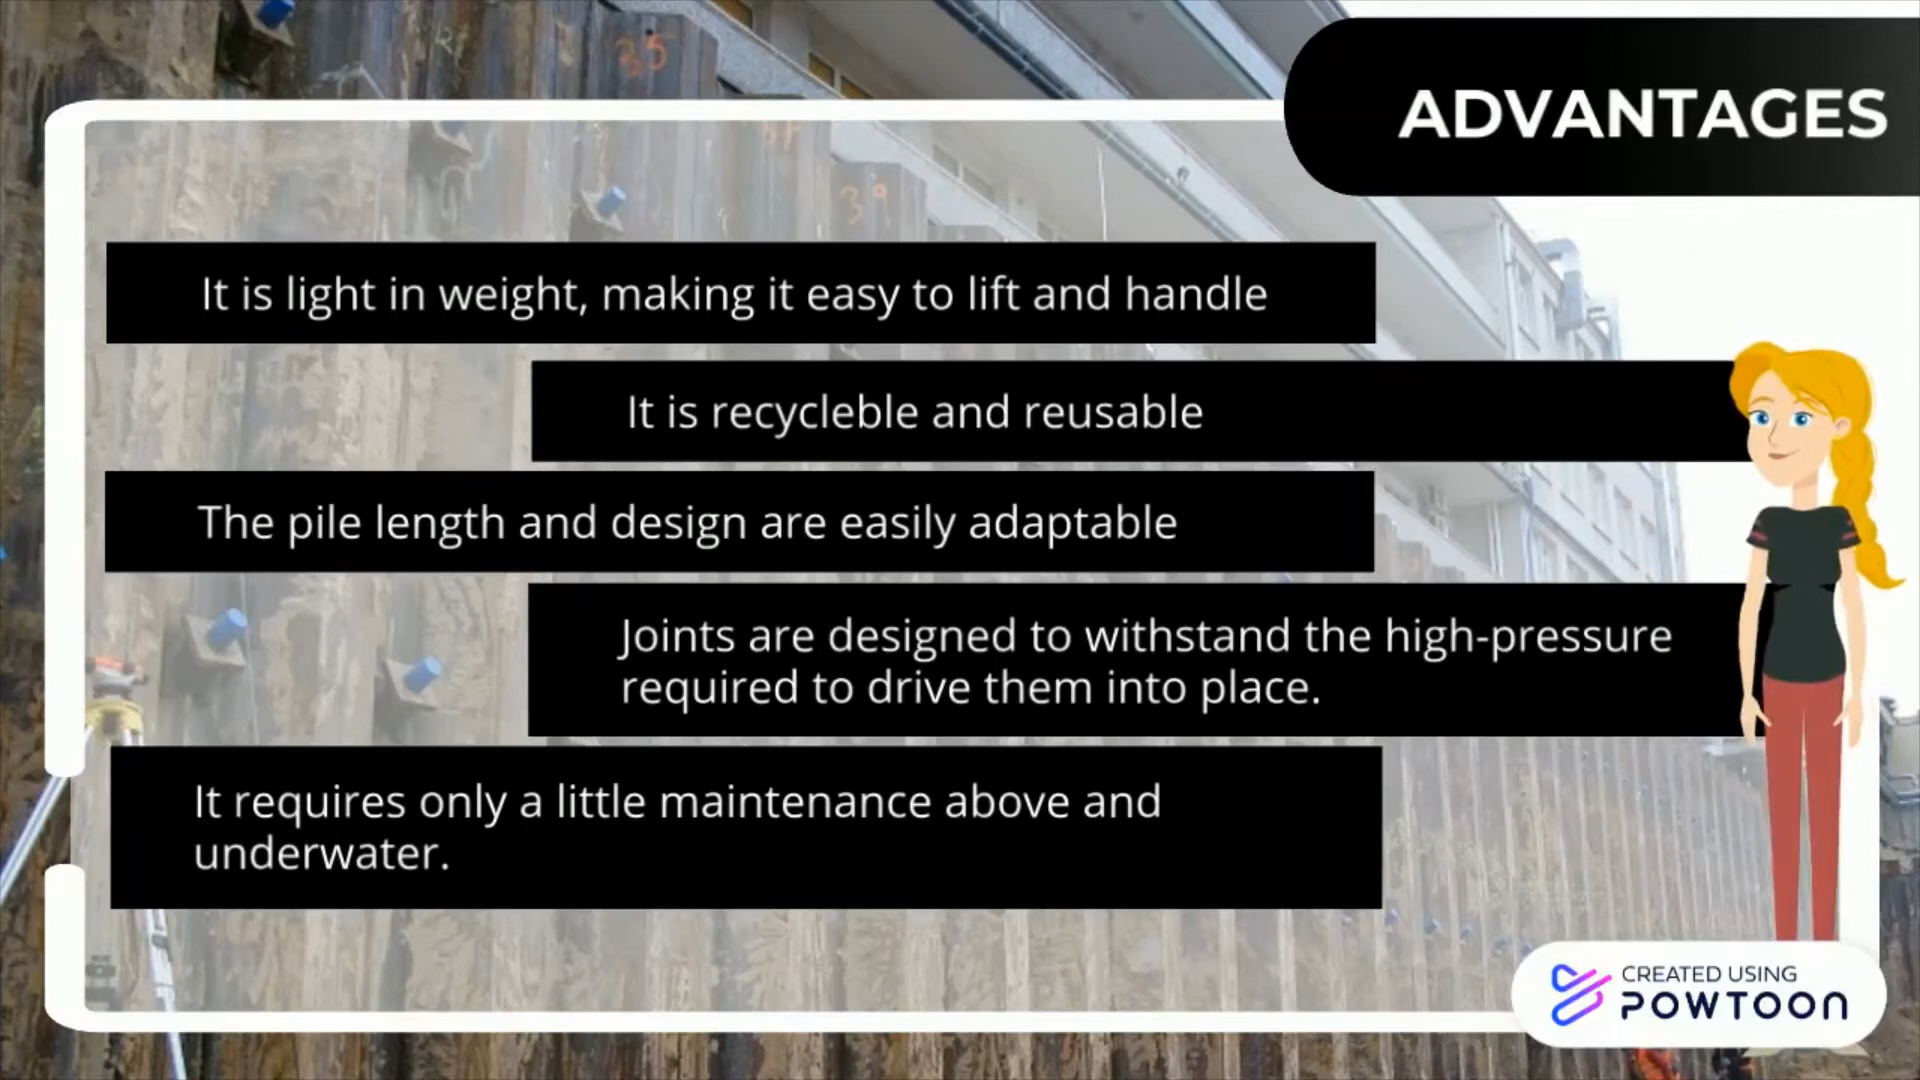 35
39
ADVANTAGES
It is light in weight, making it easy to lift and handle
It is recycleble and reusable
The pile length and design are easily adaptable
Joints are designed to withstand the high-pressure
required to drive them into place.
It requires only a little maintenance above and
underwater.
CREATED USING
POWTOON